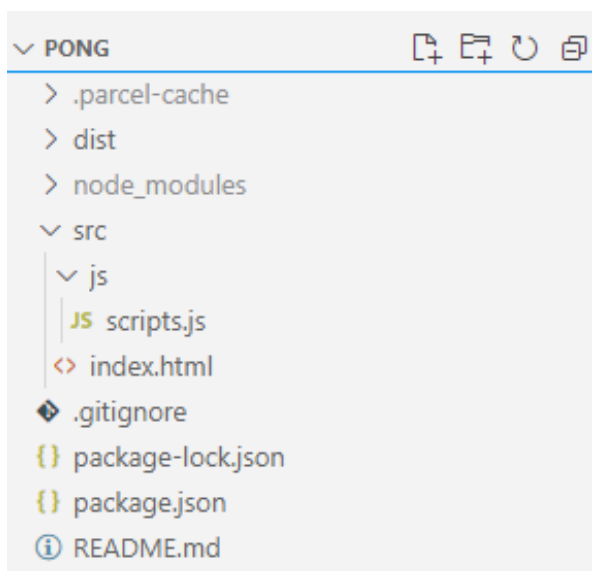 PONG
.parcel-cache
dist
node_modules
src
js
JS scripts.js
<> index.html
.gitignore
{} package-lock.json
{} package.json
README.md